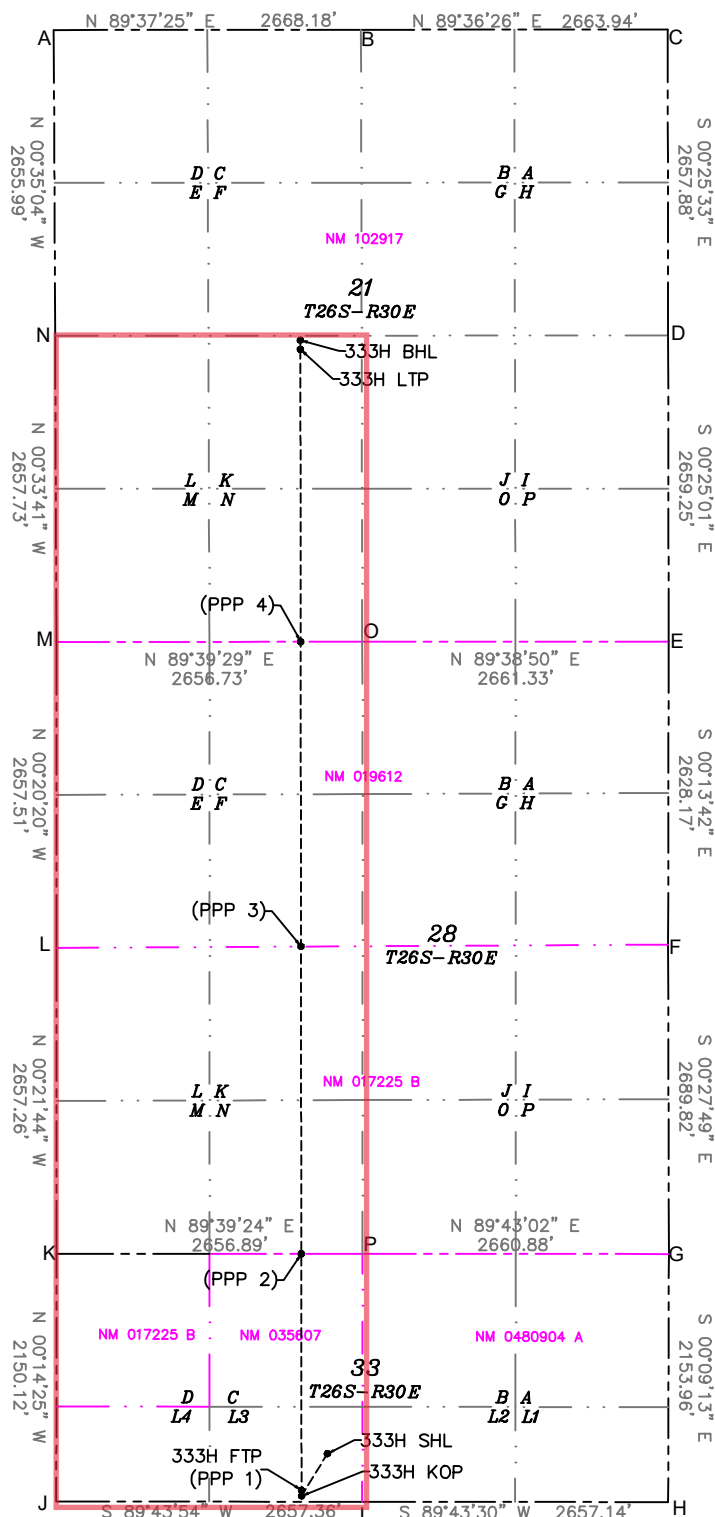 N 89°37'25" E 2668.18' N 89°36'26" E 2663.94'
A B C
N 00°35'04" W
2655.99'
S 00°25'33" E
2657.88'
D C B A
E F G H
NM 102917
21
T26S-R30E
N D
333H BHL
333H LTP
N 00°33'41" W
2657.73'
S 00°25'01" E
2659.25'
L K J I
M N O P
(PPP 4)
M O E
N 89°39'29" E N 89°38'50" E
2656.73' 2661.33'
N 00°20'20" W
2657.51'
S 00°13'42" E
2628.17'
NM 019612
D C B A
E F G H
(PPP 3)
28
L F
T26S-R30E
N 00°21'44" W
2657.26'
S 00°27'49" E
2689.82'
NM 017225 B
L K J I
M N O P
N 89°39'24" E N 89°43'02" E
2656.89' 2660.88'
K P G
(PPP 2)
N 00°14'25" W
2150.12'
S 00°09'13" E
2153.96'
NM 017225 B NM 035607 NM 0480904 A
33
T26S-R30E
D C B A
L4 L3 L2 L1
333H SHL
333H FTP
(PPP 1)
333H KOP
J H
S 89°43'54" W 2657.36' S 89°43'30" W 2657.14'